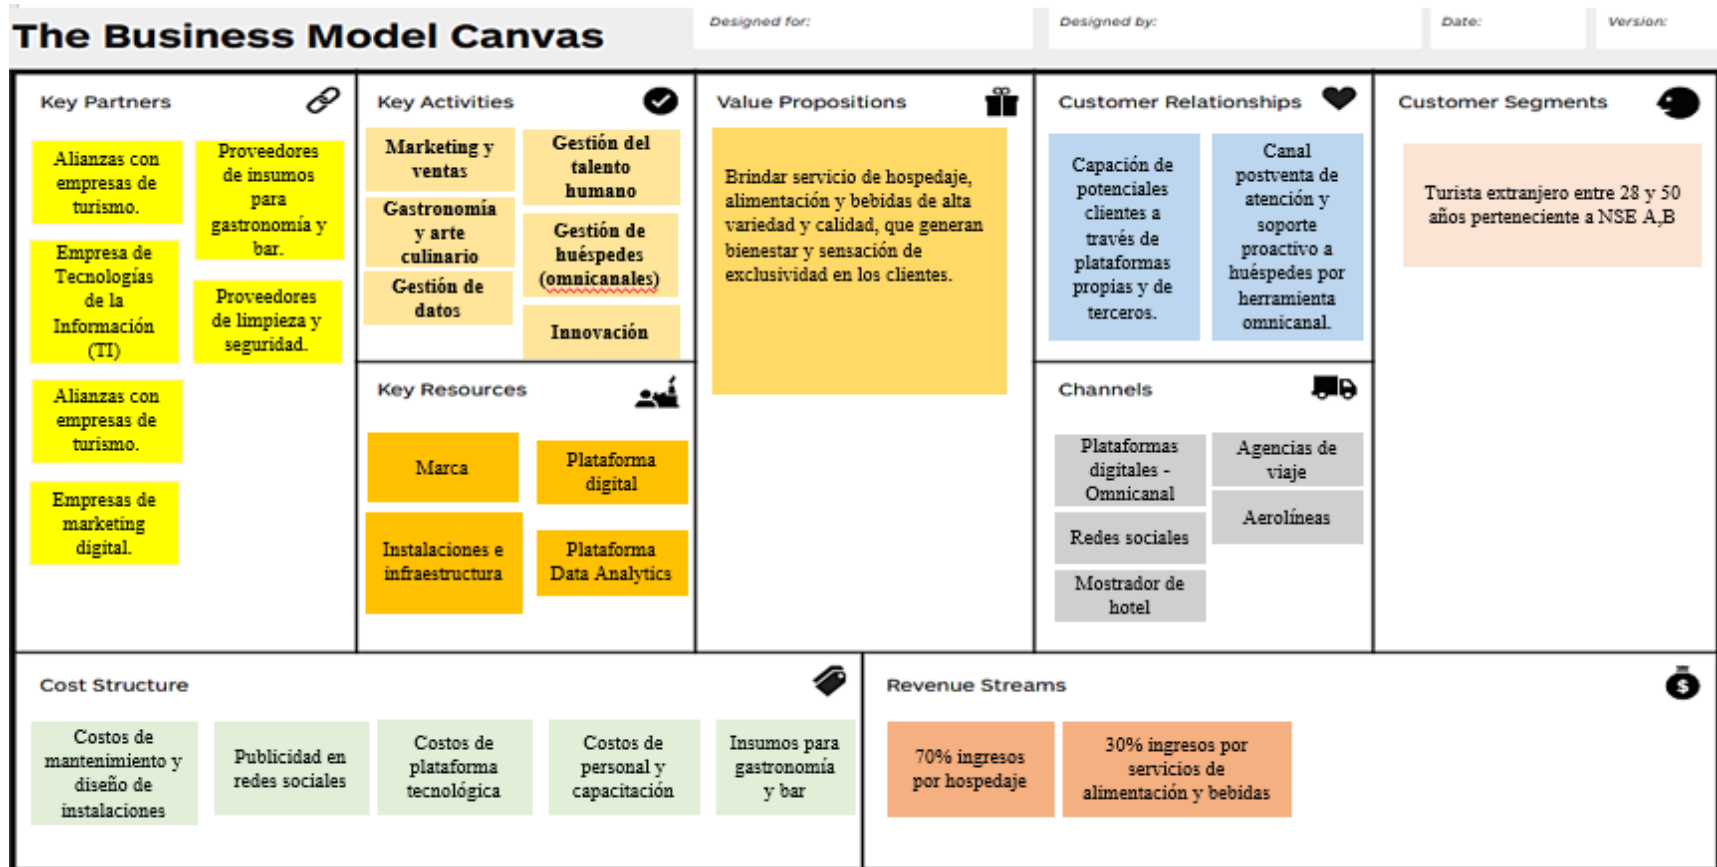 The Business Model Canvas
Designed for:
Designed by:
Date:
Version:
Key Partners
Alianzas con
empresas de
turismo.
Empresa de
Tecnologías
de la
Información
(TI)
Alianzas con
empresas de
turismo.
Empresas de
marketing
digital.
Proveedores
de insumos
para
gastronomía y
bar.
Proveedores
de limpieza y
seguridad.
Key Activities
Marketing y
ventas
Gastronomía
y arte
culinario
Gestión de
datos
Gestión del
talento
humano
Gestión de
huéspedes
(omnicanales)
Innovación
Key Resources
Marca
Instalaciones e
infraestructura
Plataforma
digital
Plataforma
Data Analytics
Value Propositions
Brindar servicio de hospedaje,
alimentación y bebidas de alta
variedad y calidad, que generan
bienestar y sensación de
exclusividad en los clientes.
Customer Relationships
Capación de
potenciales
clientes a
través de
plataformas
propias y de
terceros.
Canal
postventa de
atención y
soporte
proactivo a
huéspedes por
herramienta
omnicanal.
Channels
Plataformas
digitales -
Omnicanal
Redes sociales
Mostrador de
hotel
Agencias de
viaje
Aerolíneas
Customer Segments
Turista extranjero entre 28 y 50
años perteneciente a NSE A,B
Cost Structure
Costos de
mantenimiento y
diseño de
instalaciones
Publicidad en
redes sociales
Costos de
plataforma
tecnológica
Costos de
personal y
capacitación
Insumos para
gastronomía
y bar
Revenue Streams
70% ingresos
por hospedaje
30% ingresos por
servicios de
alimentación y bebidas